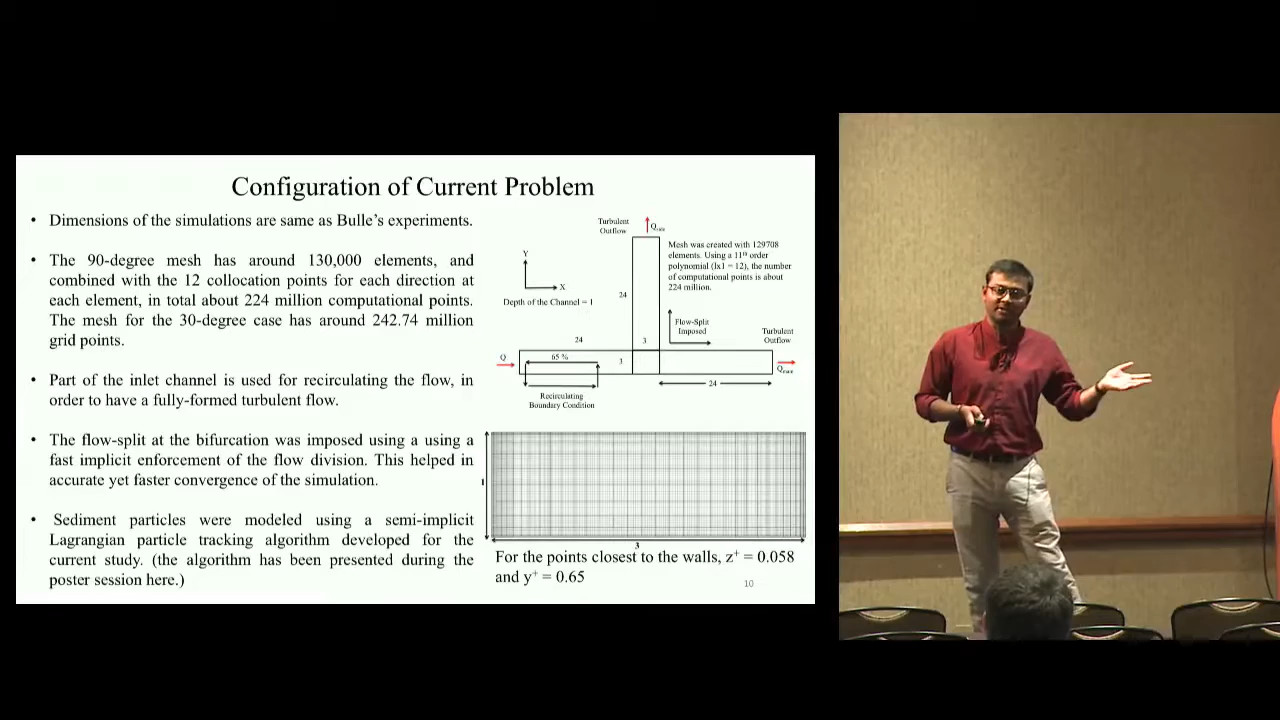 Configuration of Current Problem
• Dimensions of the simulations are same as Bulle's experiments.
• The 90-degree mesh has around 130,000 elements, and
combined with the 12 collocation points for each direction at
each element, in total about 224 million computational points.
The mesh for the 30-degree case has around 242.74 million
grid points.
• Part of the inlet channel is used for recirculating the flow, in
order to have a fully-formed turbulent flow.
• The flow-split at the bifurcation was imposed using a using a
fast implicit enforcement of the flow division. This helped in
accurate yet faster convergence of the simulation.
• Sediment particles were modeled using a semi-implicit
Lagrangian particle tracking algorithm developed for the
current study. (the algorithm has been presented during the
poster session here.)
Turbulent
Outflow
Y
X
Depth of the Channel = 1
24
Mesh was created with 129708
elements. Using a 11th order
polynomial (lx1 = 12), the number
of computational points is about
224 million.
Flow-Split
Imposed
Turbulent
Outflow
24
3
Q
65 %
1
24
Recirculating
Boundary Condition
1
3
For the points closest to the walls, z+ = 0.058
and y+ = 0.65
10